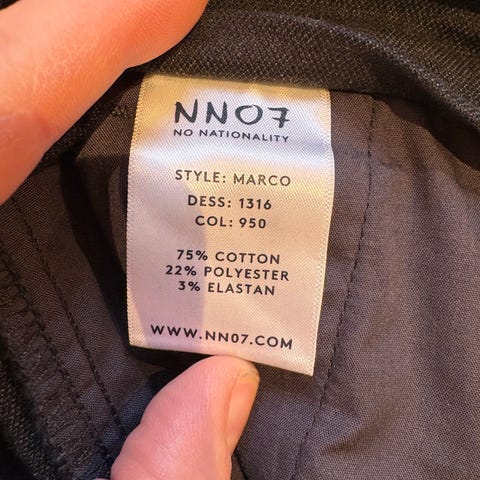 NN07
NO NATIONALITY
STYLE: MARCO
DESS: 1316
COL: 950
75% COTTON
22% POLYESTER
3% ELASTAN
WWW.NN07.COM